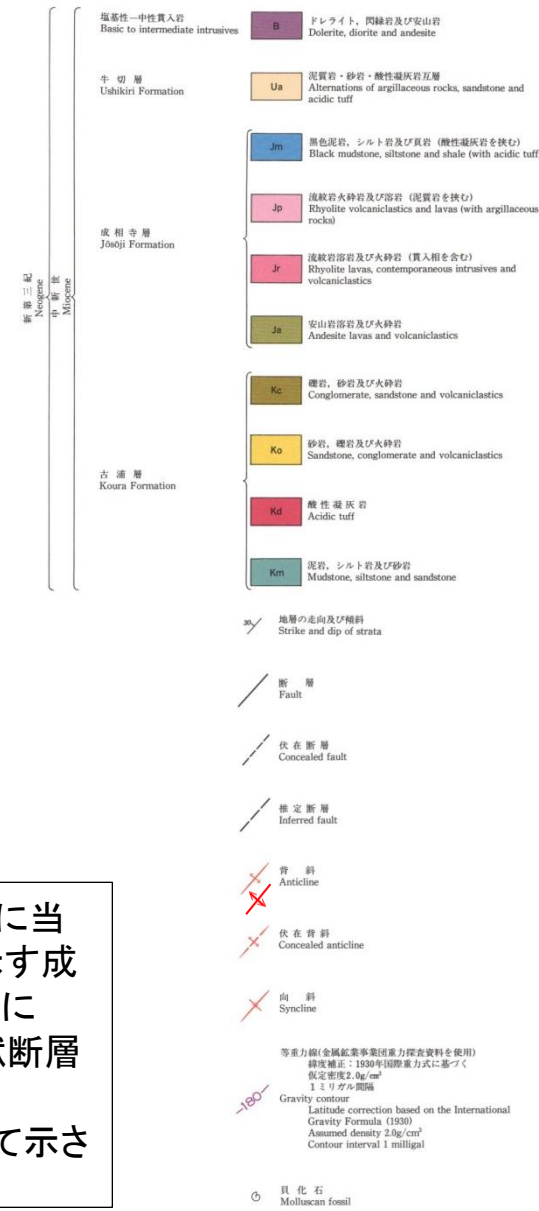 塩基性―中性貫入岩
Basic to intermediate intrusives
B
ドレライト，閃緑岩及び安山岩
Dolerite, diorite and andesite
牛切層
Ushikiri Formation
Ua
泥質岩・砂岩・酸性凝灰岩互層
Alternations of argillaceous rocks, sandstone and
acidic tuff
新第三紀
Neogene
中新世
Miocene
成相寺層
Jōsōji Formation
Jm
黒色泥岩，シルト岩及び頁岩（酸性凝灰岩を挟む）
Black mudstone, siltstone and shale (with acidic tuff
Jp
流紋岩火砕岩及び溶岩（泥質岩を挟む）
Rhyolite volcaniclastics and lavas (with argillaceous
rocks)
Jr
流紋岩溶岩及び火砕岩（貫入相を含む）
Rhyolite lavas, contemporaneous intrusives and
volcaniclastics
Ja
安山岩溶岩及び火砕岩
Andesite lavas and volcaniclastics
古浦層
Koura Formation
Kc
礫岩，砂岩及び火砕岩
Conglomerate, sandstone and volcaniclastics
Ko
砂岩，礫岩及び火砕岩
Sandstone, conglomerate and volcaniclastics
Kd
酸性凝灰岩
Acidic tuff
Km
泥岩，シルト岩及び砂岩
Mudstone, siltstone and sandstone
30
地層の走向及び傾斜
Strike and dip of strata
断層
Fault
伏在断層
Concealed fault
推定断層
Inferred fault
背斜
Anticline
伏在背斜
Concealed anticline
向斜
Syncline
-180-
等重力線(金属鉱業事業団重力探査資料を使用)
緯度補正：1930年国際重力式に基づく
仮定密度2.0g/cm³
1ミリガル間隔
Gravity contour
Latitude correction based on the International
Gravity Formula (1930)
Assumed density 2.0g/cm³
Contour interval 1 milligal
貝化石
Molluscan fossil
に当
す成
に
断層
て示さ